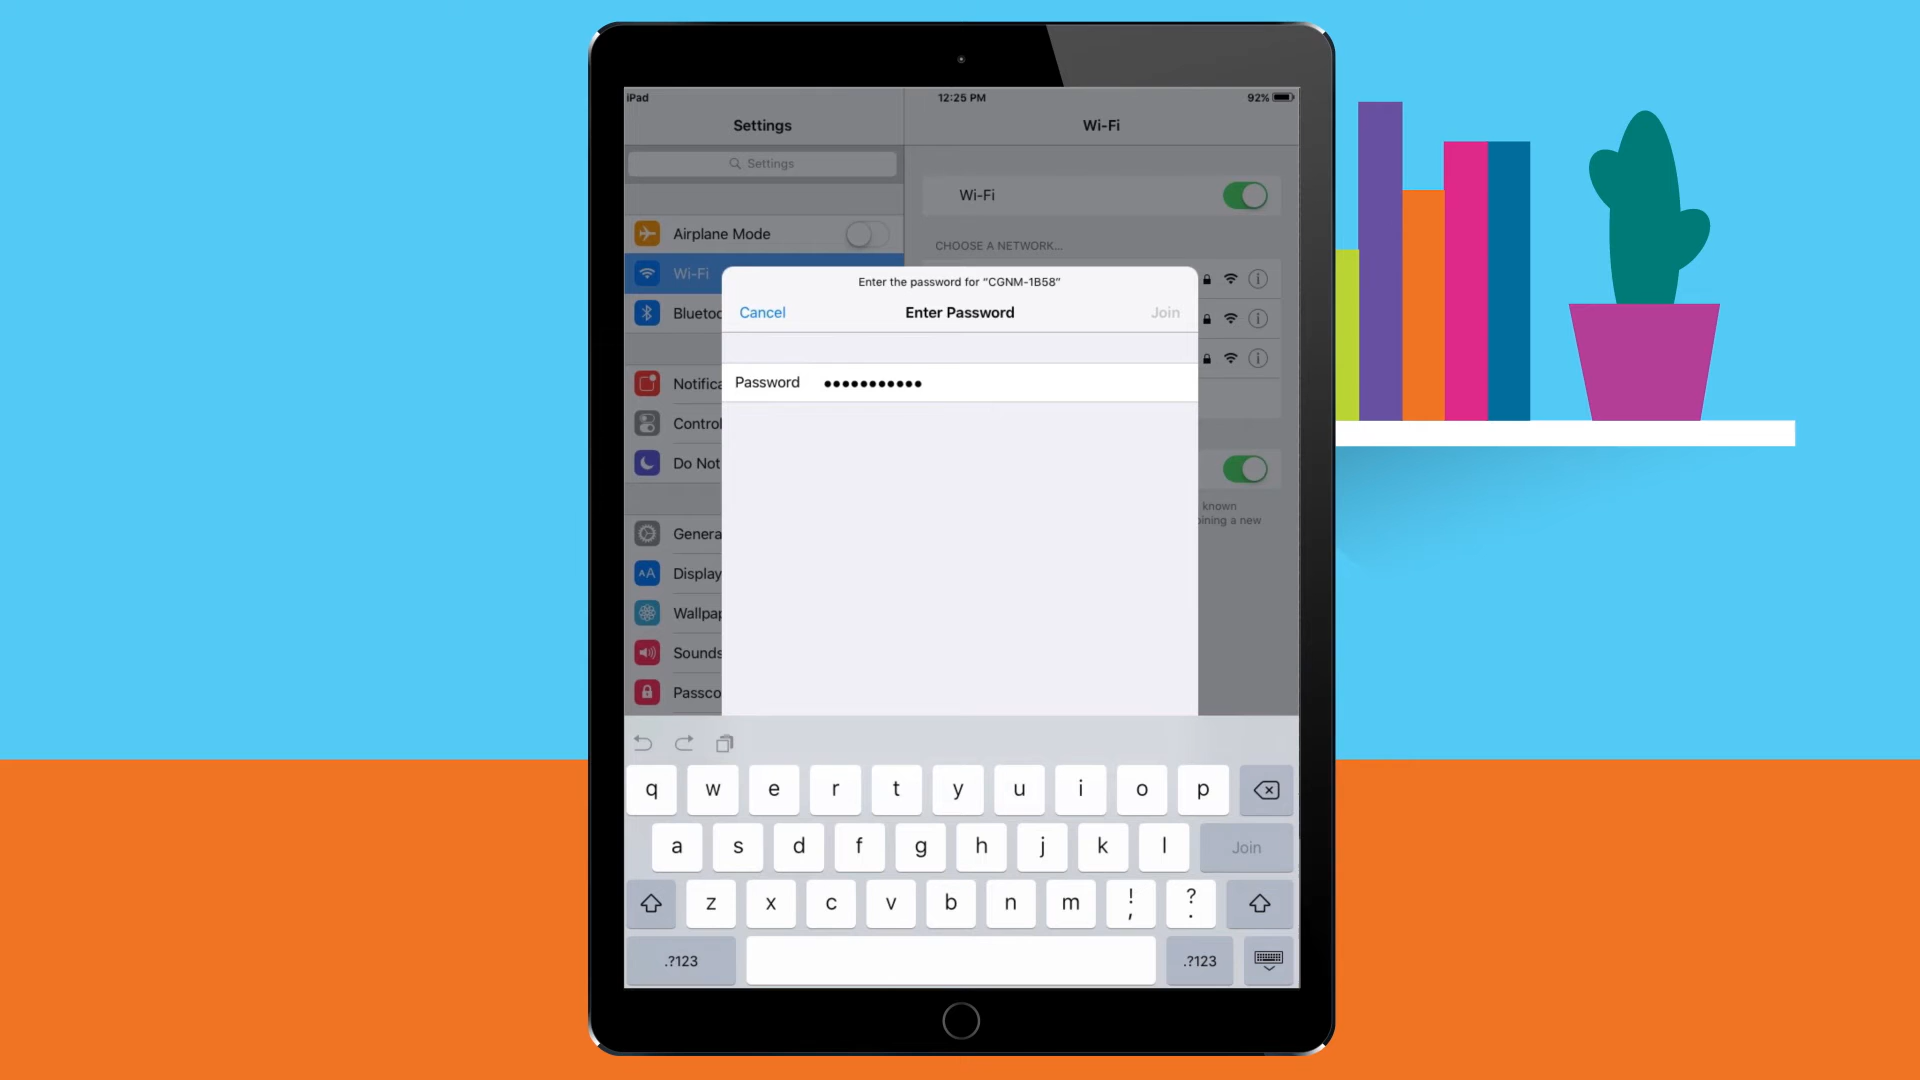 iPad
12:25 PM
92%
Settings
Wi-Fi
Settings
Wi-Fi
Airplane Mode
CHOOSE A NETWORK...
Wi-Fi
Enter the password for “CGNM-1B58”
Cancel
Enter Password
Join
Bluetoo
Password
Notifica
Control
Do Not
known
oining a new
Genera
AA
Display
Wallpap
Sounds
Passco
q w e r t y u i o p
a s d f g h j k l Join
z x c v b n m ! , ? .
.?123
.?123